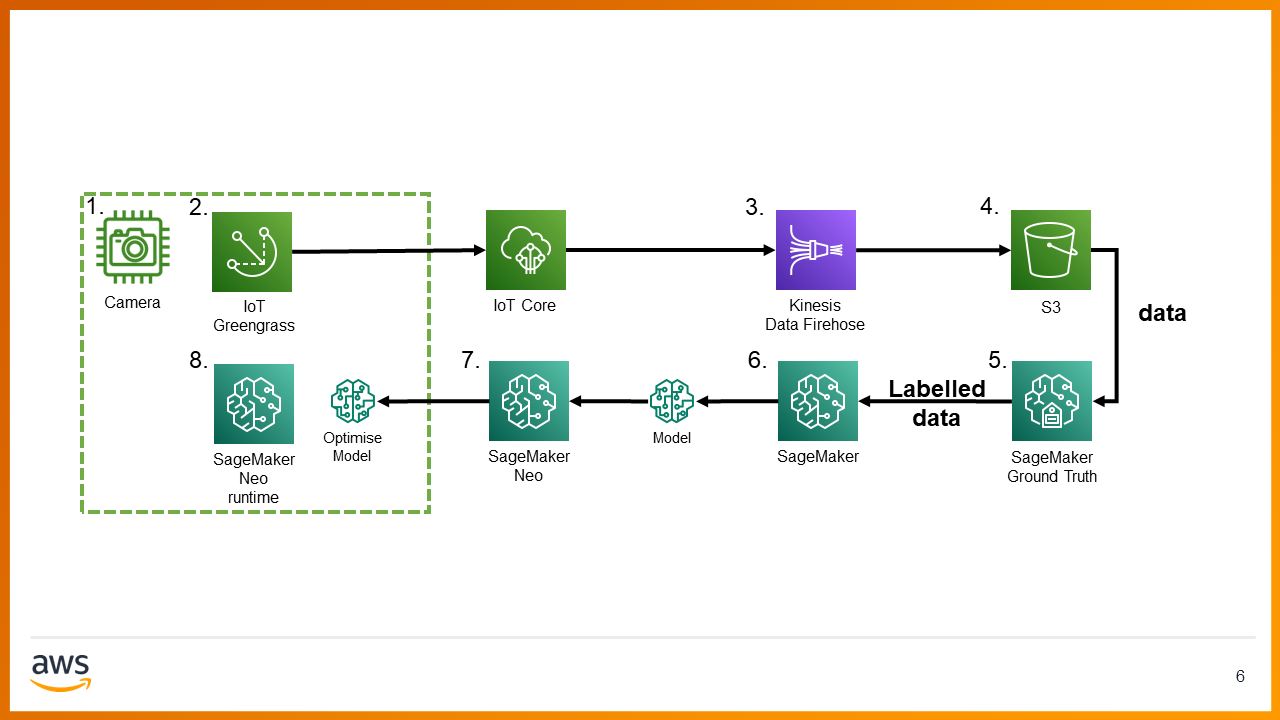 1.
Camera
2.
IoT
Greengrass
IoT Core
3.
Kinesis
Data Firehose
4.
S3
data
5.
SageMaker
Ground Truth
Labelled
data
6.
SageMaker
Model
7.
SageMaker
Neo
Optimise
Model
8.
SageMaker
Neo
runtime
aws
6